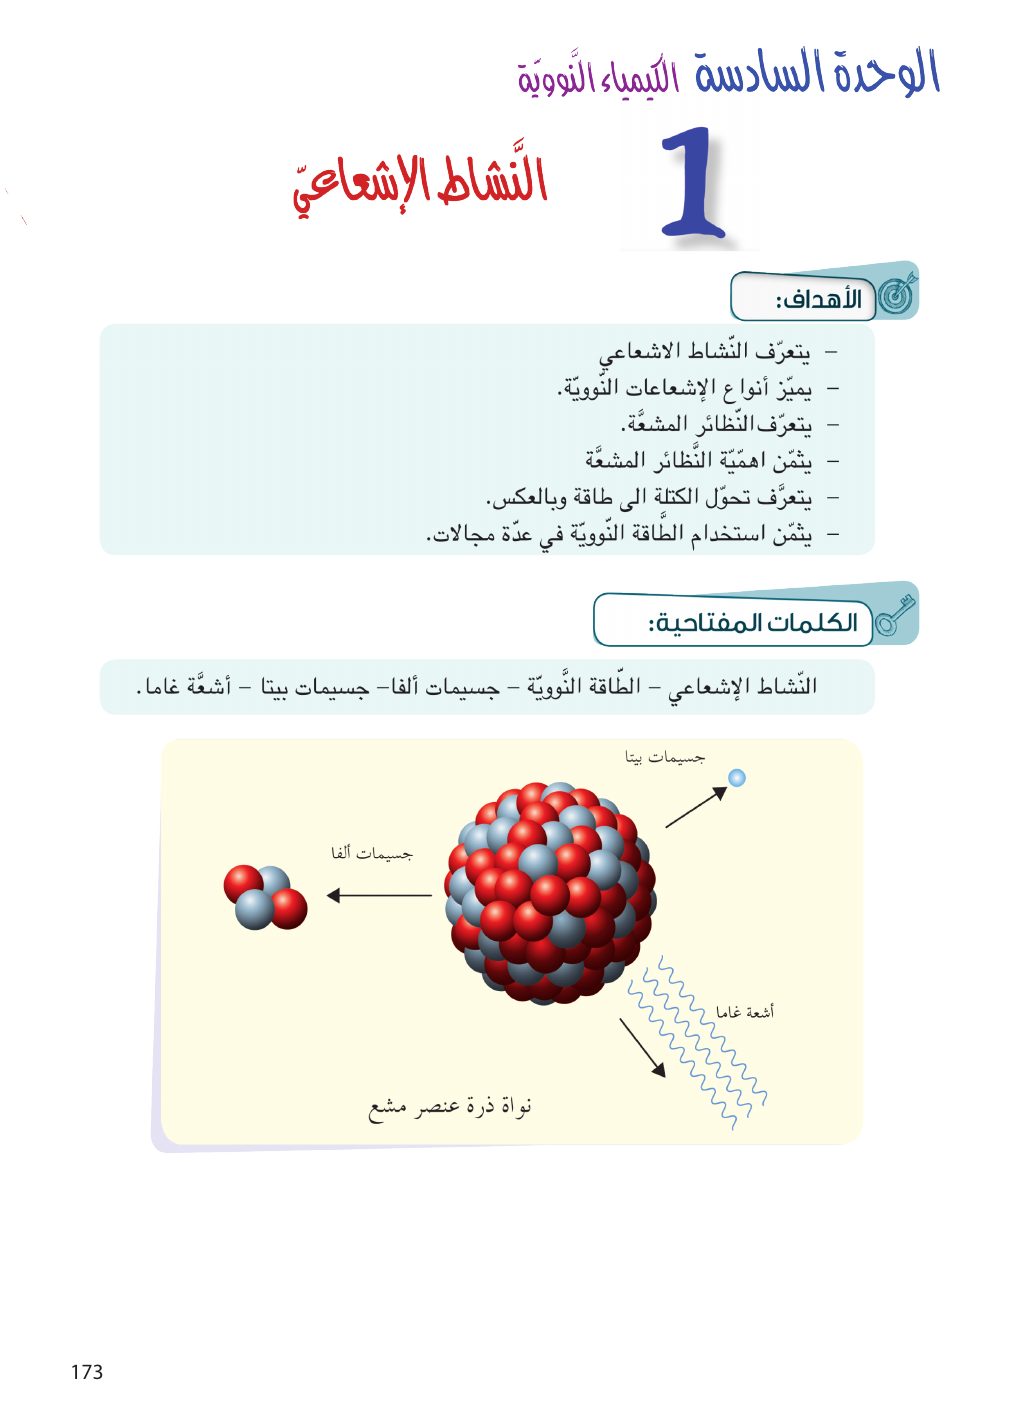 الوحدة السادسة الكيمياء النَّوويّة
1
النَّشاط الإشعاعيّ
الأهداف:
– يتعرّف النّشاط الاشعاعي
– يميّز أنواع الإشعاعات النّوويّة.
– يتعرّف النّظائر المشعَّة.
– يثمّن اهمّيّة النَّظائر المشعَّة
– يتعرَّف تحوّل الكتلة الى طاقة وبالعكس.
– يثمّن استخدام الطَّاقة النّوويّة في عدّة مجالات.
الكلمات المفتاحية:
النّشاط الإشعاعي – الطّاقة النَّوويّة – جسيمات ألفا– جسيمات بيتا – أشعَّة غاما.
جسيمات بيتا
جسيمات ألفا
أشعة غاما
نواة ذرة عنصر مشع
173